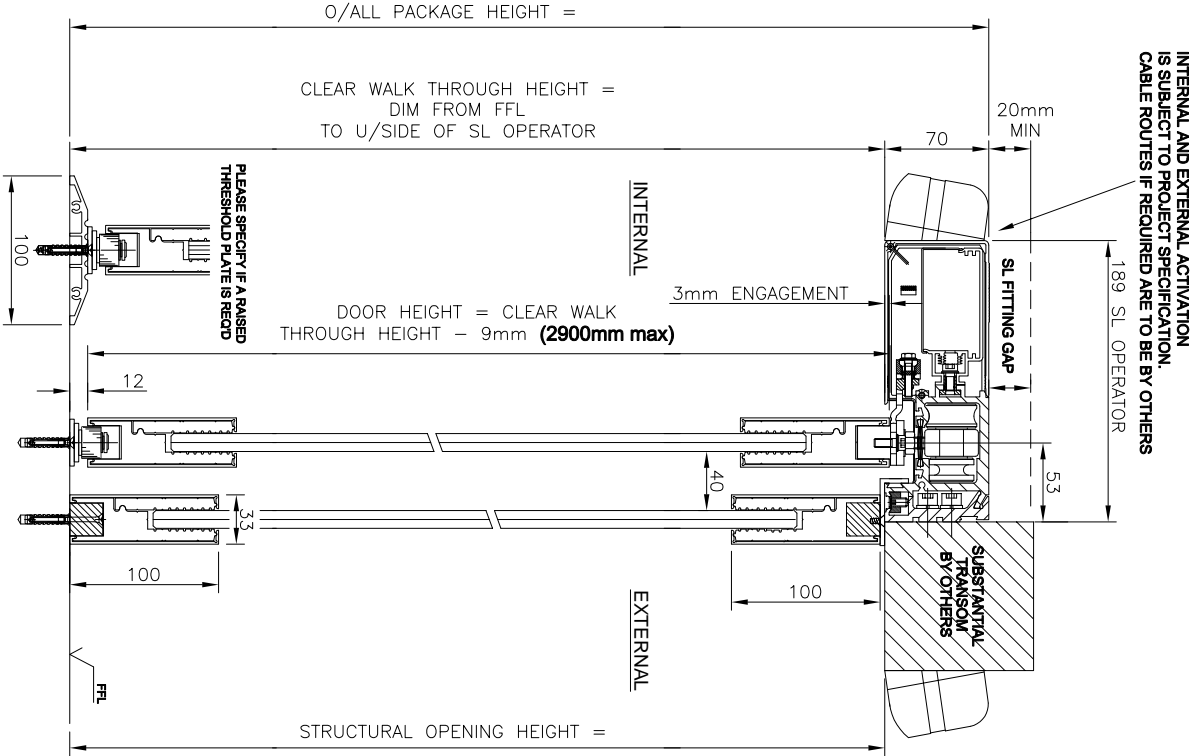 O/ALL PACKAGE HEIGHT =
CLEAR WALK THROUGH HEIGHT =
DIM FROM FFL
TO U/SIDE OF SL OPERATOR
70
20mm
MIN
INTERNAL AND EXTERNAL ACTIVATION
IS SUBJECT TO PROJECT SPECIFICATION.
CABLE ROUTES IF REQUIRED ARE TO BE BY OTHERS
PLEASE SPECIFY IF A RAISED
THRESHOLD PLATE IS REQ'D
100
INTERNAL
SL FITTING GAP
189 SL OPERATOR
3mm ENGAGEMENT
DOOR HEIGHT = CLEAR WALK
THROUGH HEIGHT - 9mm (2900mm max)
12
40
53
33
100
100
SUBSTANTIAL
TRANSOM
BY OTHERS
EXTERNAL
FFL
STRUCTURAL OPENING HEIGHT =